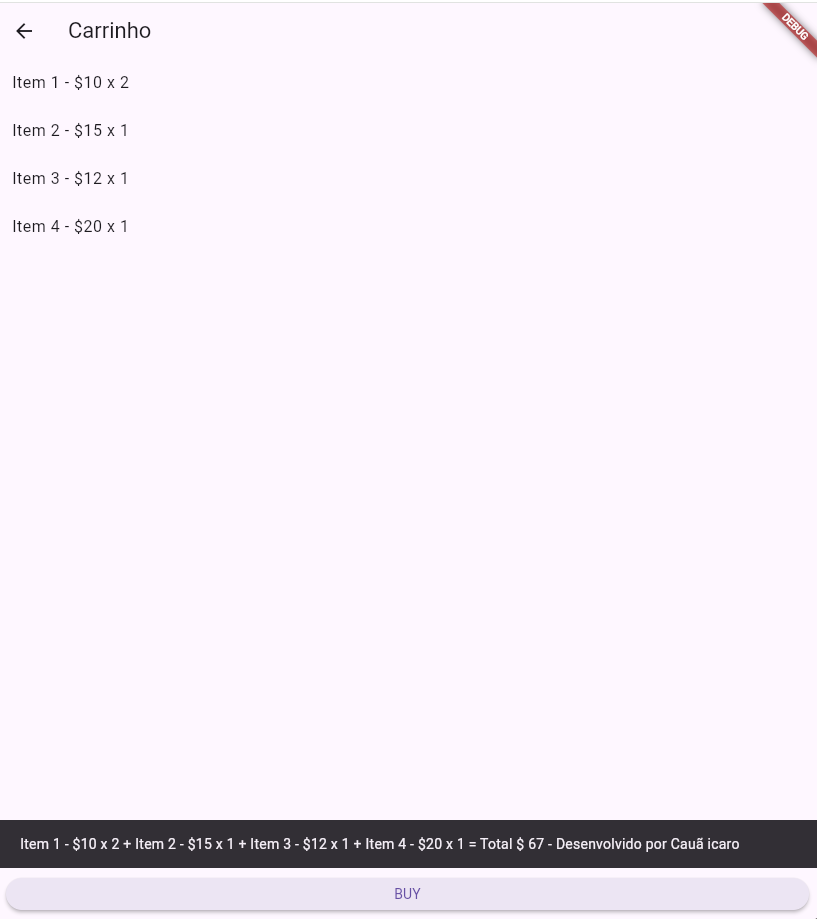 Carrinho
DEBUG
Item 1 - $10 x 2
Item 2 - $15 x 1
Item 3 - $12 x 1
Item 4 - $20 x 1
Item 1 - $10 x 2 + Item 2 - $15 x 1 + Item 3 - $12 x 1 + Item 4 - $20 x 1 = Total $ 67 - Desenvolvido por Cauã icaro
BUY